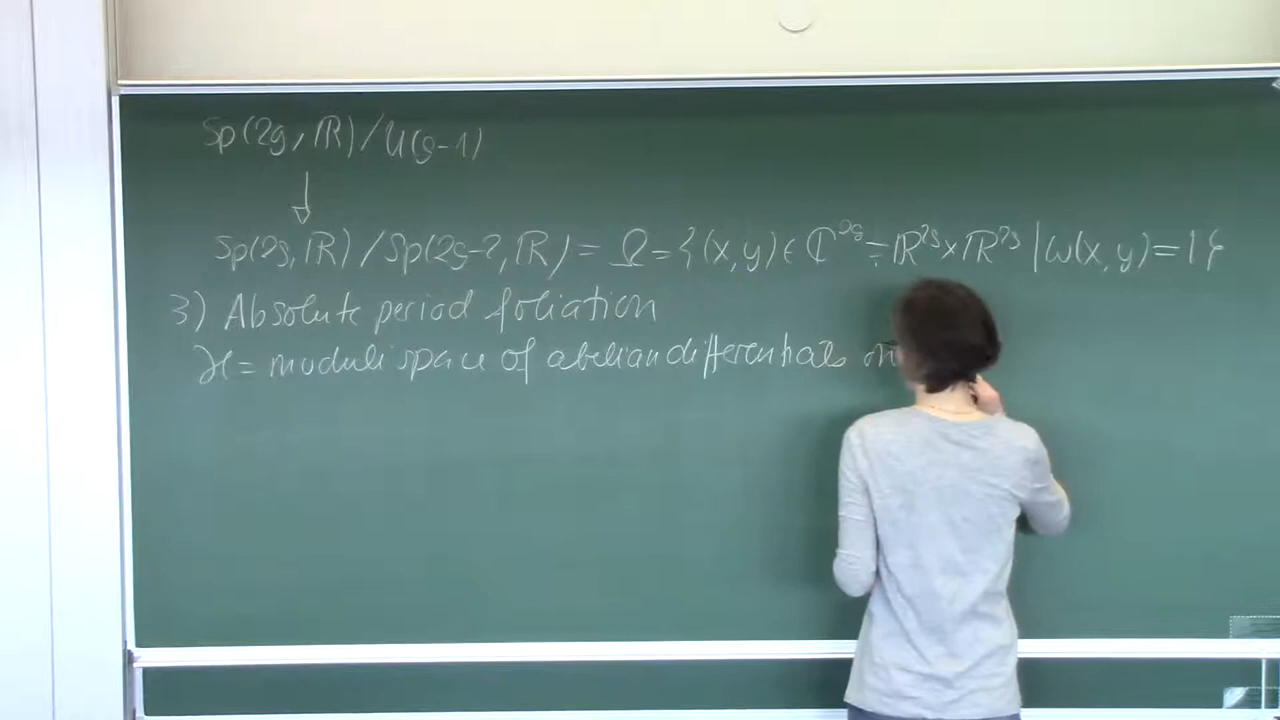 Sp(2g, ℝ)/U(g-1)
↓
Sp(2g, ℝ)/Sp(2g-2, ℝ) = Ω = {(x,y) ∈ ℂ^2g = ℝ^2g × ℝ^2g | ω(x,y) = 1}
3) Absolute period foliation
ℋ = moduli space of abelian differentials on